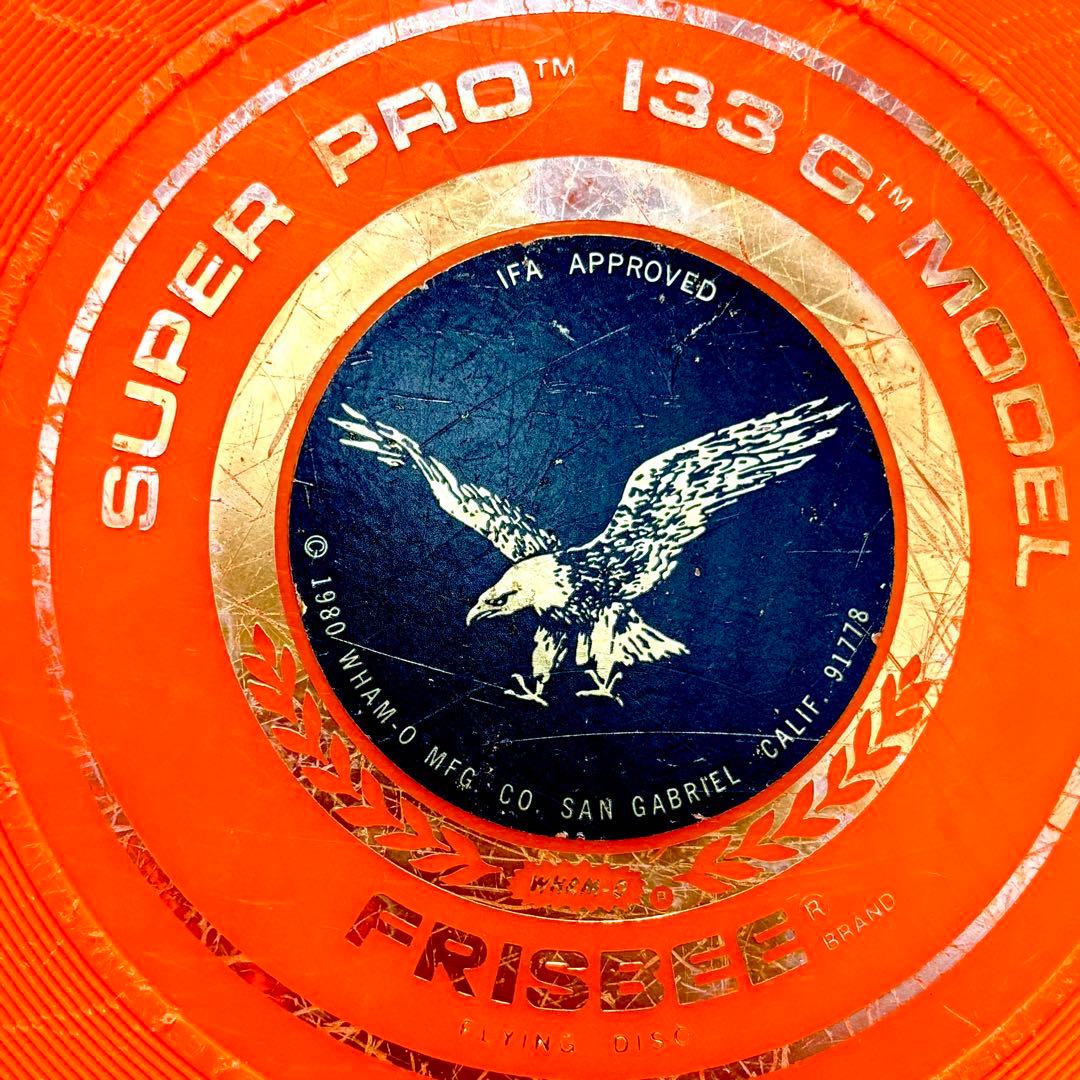 SUPER PRO™ 133 G.™ MODEL
IFA APPROVED
© 1980 WHAM-O MFG. CO. SAN GABRIEL CALIF. 91778
WHAM-O ®
FRISBEE ® BRAND
FLYING DISC